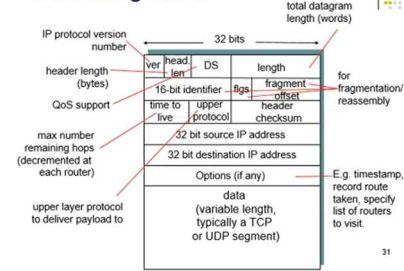 total datagram
length (words)
IP protocol version
number
32 bits
ver
head
len
DS
length
header length
(bytes)
16-bit identifier
flgs
fragment
offset
for
fragmentation/
reassembly
QoS support
time to
live
upper
protocol
header
checksum
max number
remaining hops
(decremented at
each router)
32 bit source IP address
32 bit destination IP address
Options (if any)
E.g. timestamp,
record route
taken, specify
list of routers
to visit.
upper layer protocol
to deliver payload to
data
(variable length,
typically a TCP
or UDP segment)
31